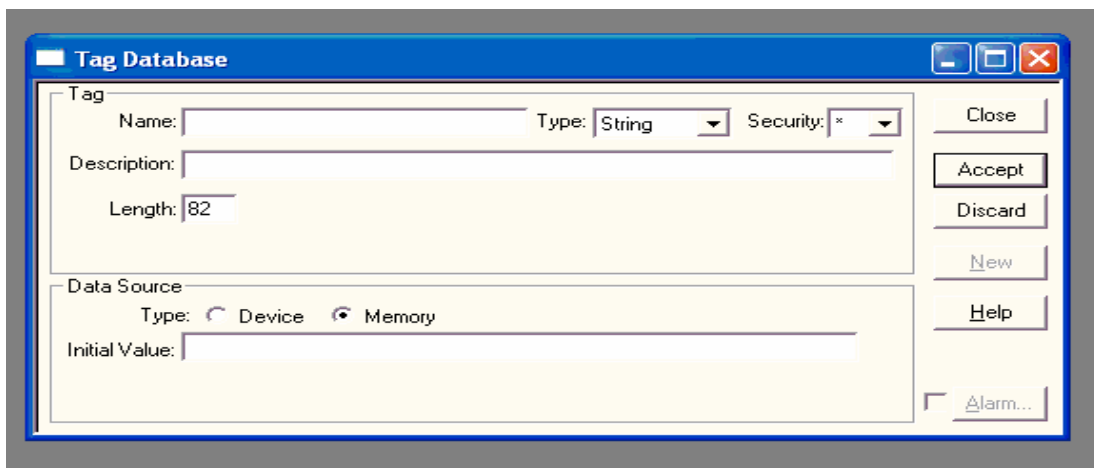 Tag Database
Tag
Name: Type: String Security: * Close
Description: Accept
Length: 82 Discard
New
Data Source
Type: Device Memory Help
Initial Value:
Alarm...